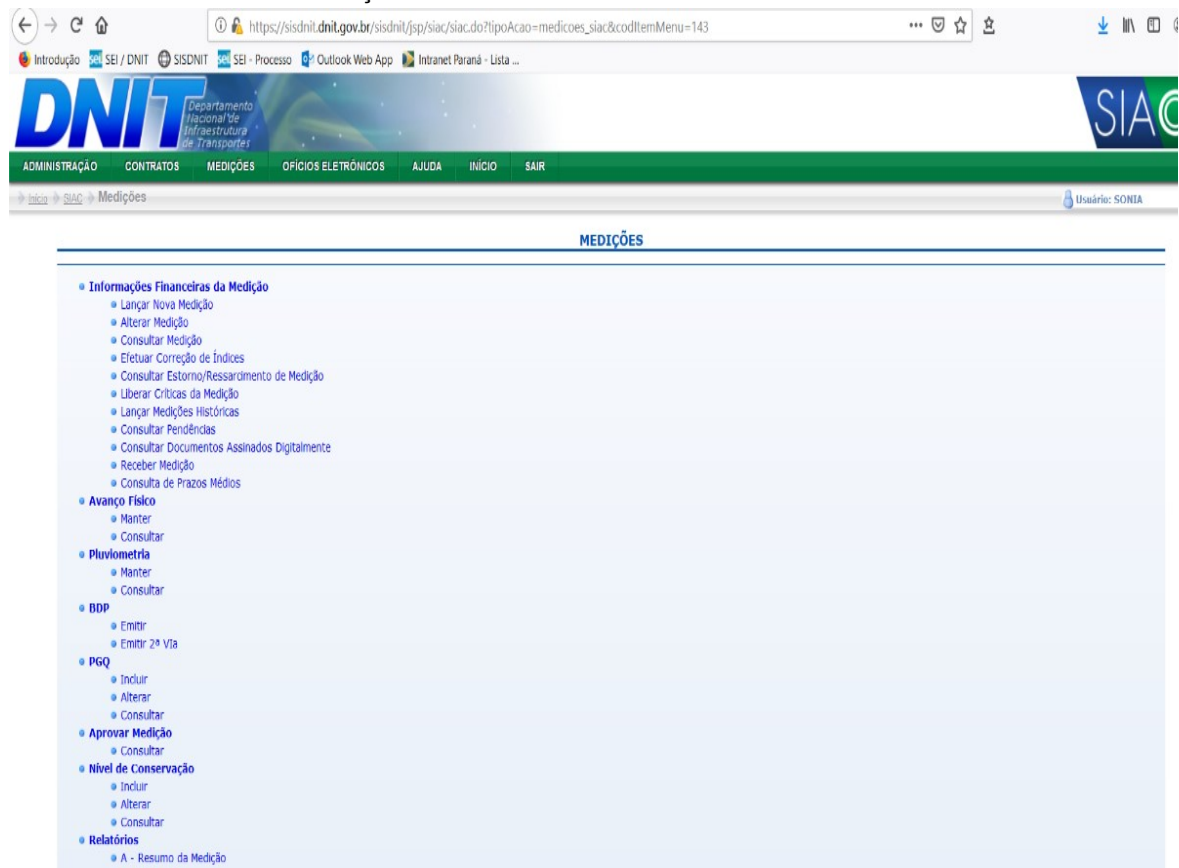 https://sisdnit.dnit.gov.br/sisdnit/jsp/siac/siac.do?tipoAcao=medicoes_siac&codItemMenu=143
Introdução SEI / DNIT SISDNIT SEI - Processo Outlook Web App Intranet Paraná - Lista ...
DNIT Departamento
Nacional de
Infraestrutura
de Transportes
SIAC
ADMINISTRAÇÃO CONTRATOS MEDIÇÕES OFÍCIOS ELETRÔNICOS AJUDA INÍCIO SAIR
Início SIAC Medições Usuário: SONIA
MEDIÇÕES
Informações Financeiras da Medição
Lançar Nova Medição
Alterar Medição
Consultar Medição
Efetuar Correção de Índices
Consultar Estorno/Ressarcimento de Medição
Liberar Críticas da Medição
Lançar Medições Históricas
Consultar Pendências
Consultar Documentos Assinados Digitalmente
Receber Medição
Consulta de Prazos Médios
Avanço Físico
Manter
Consultar
Pluviometria
Manter
Consultar
BDP
Emitir
Emitir 2ª VIa
PGQ
Incluir
Alterar
Consultar
Aprovar Medição
Consultar
Nível de Conservação
Incluir
Alterar
Consultar
Relatórios
A - Resumo da Medição